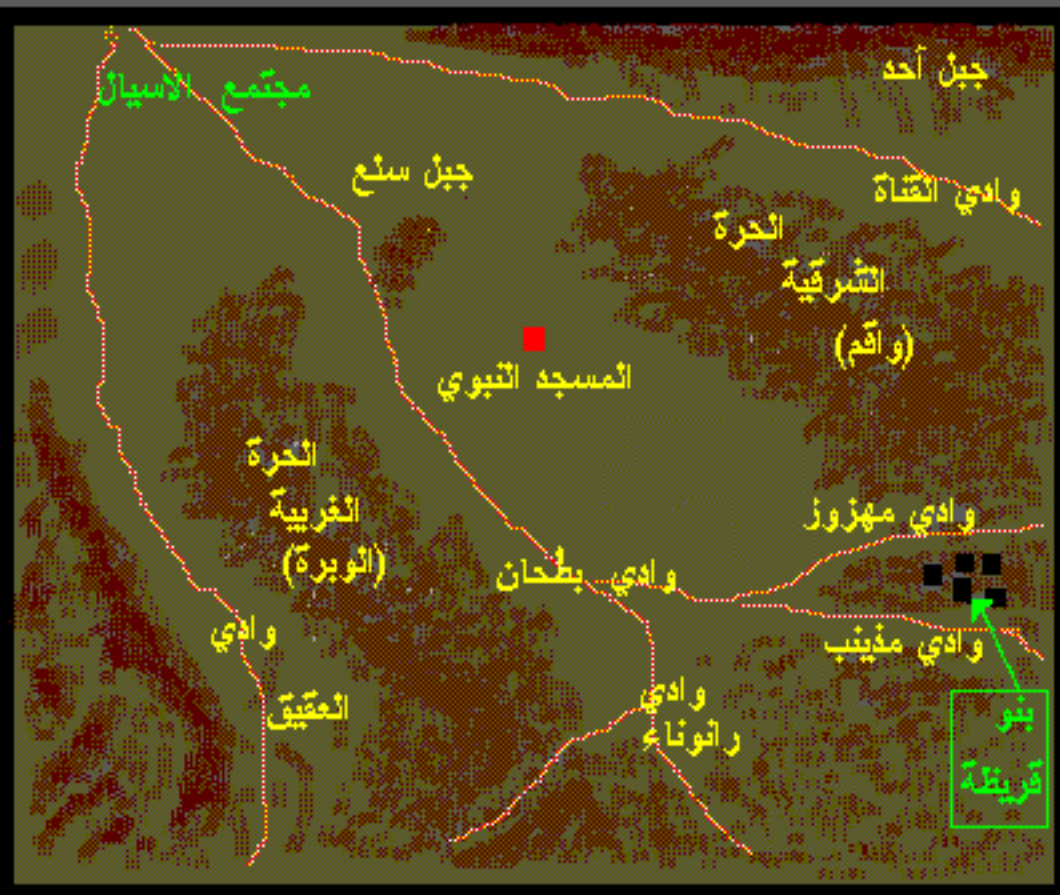 جبل أحد
مجتمع الاسيال
جبل سلع
وادي القناة
الحرة
الشرقية
(واقم)
المسجد النبوي
الحرة
الغربية
(الوبرة)
وادي مهزوز
وادي بطحان
وادي مذينب
وادي
العقيق
وادي
رانوناء
بنو
قريظة